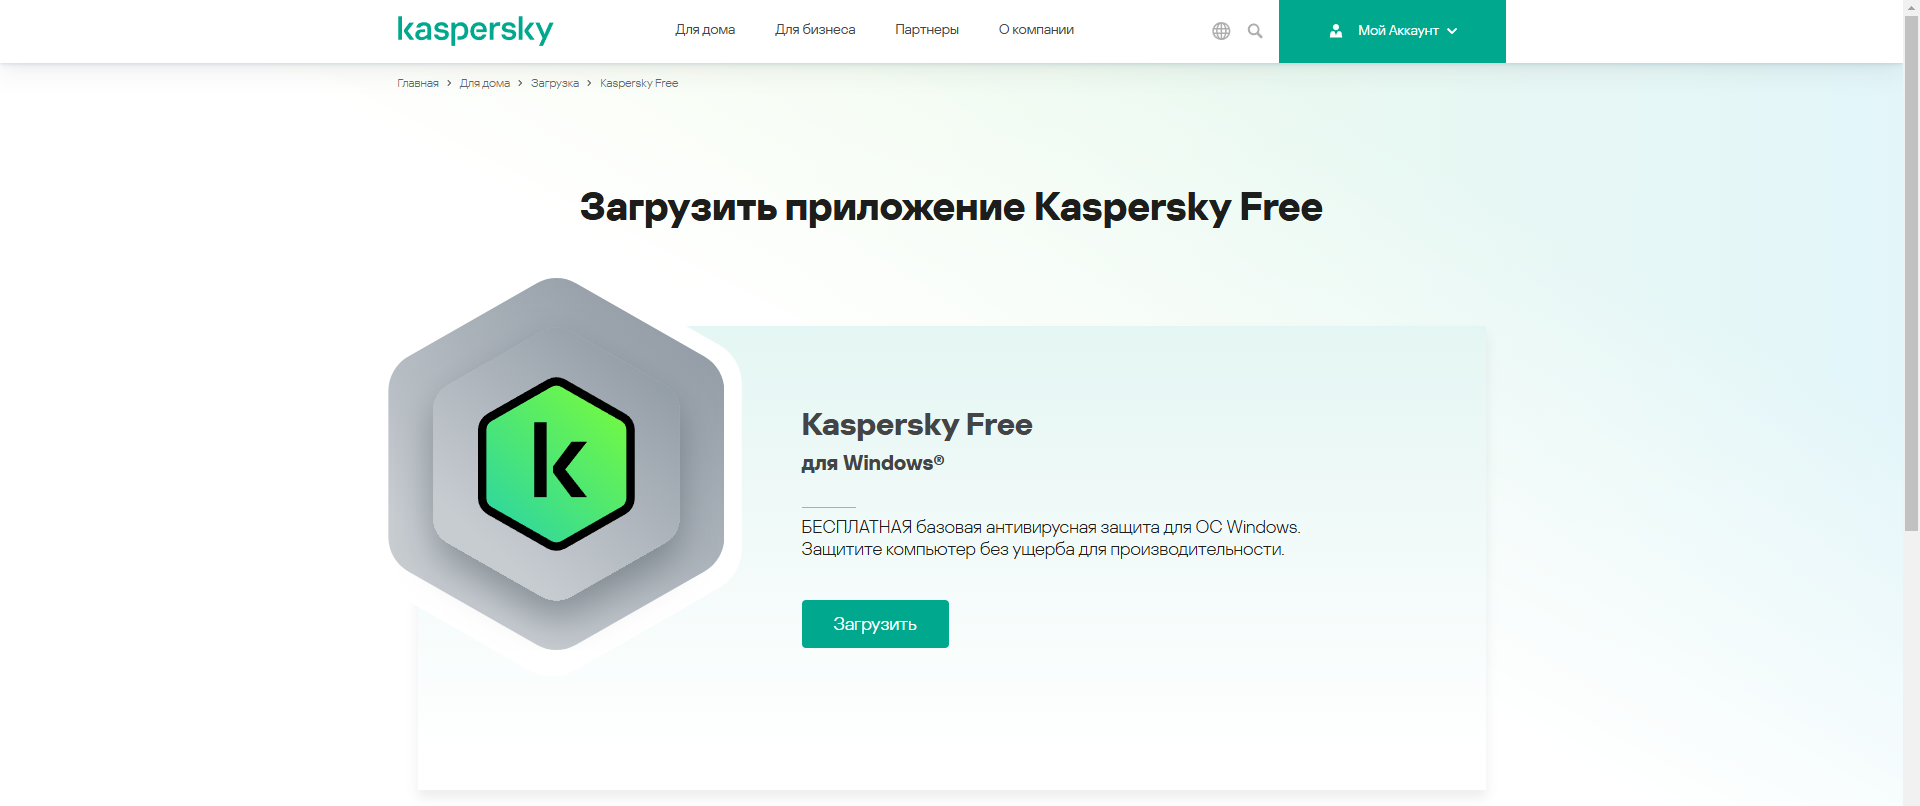 kaspersky
Для дома Для бизнеса Партнеры О компании Мой Аккаунт
Главная > Для дома > Загрузка > Kaspersky Free
Загрузить приложение Kaspersky Free
k
Kaspersky Free
для Windows®
БЕСПЛАТНАЯ базовая антивирусная защита для ОС Windows.
Защитите компьютер без ущерба для производительности.
Загрузить